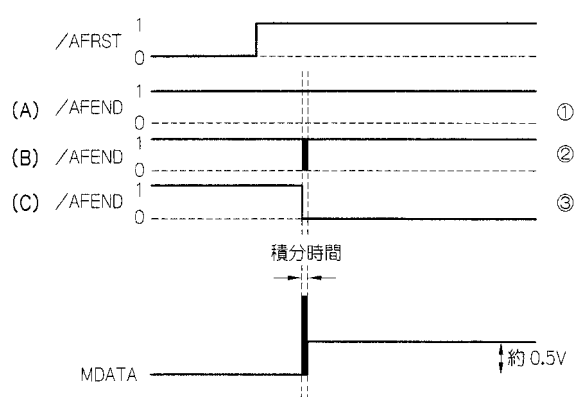 /AFRST 1
0
(A) /AFEND 1 ①
0
(B) /AFEND 1 ②
0
(C) /AFEND 1 ③
0
積分時間
約0.5V
MDATA